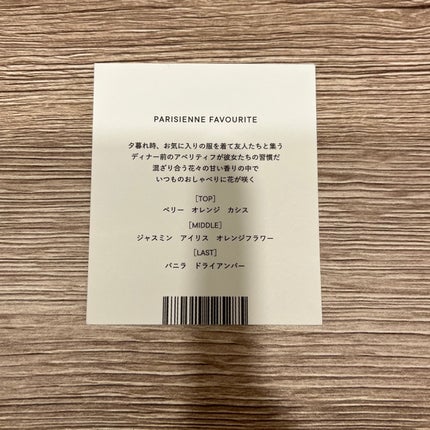 PARISIENNE FAVOURITE
夕暮れ時、お気に入りの服を着て友人たちと集う
ディナー前のアペリティフが彼女たちの習慣だ
混ざり合う花々の甘い香りの中で
いつものおしゃべりに花が咲く
[TOP]
ベリー オレンジ カシス
[MIDDLE]
ジャスミン アイリス オレンジフラワー
[LAST]
バニラ ドライアンバー